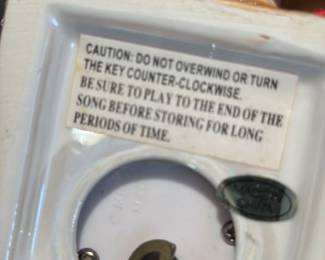 CAUTION: DO NOT OVERWIND OR TURN
THE KEY COUNTER-CLOCKWISE.
BE SURE TO PLAY TO THE END OF THE
SONG BEFORE STORING FOR LONG
PERIODS OF TIME.